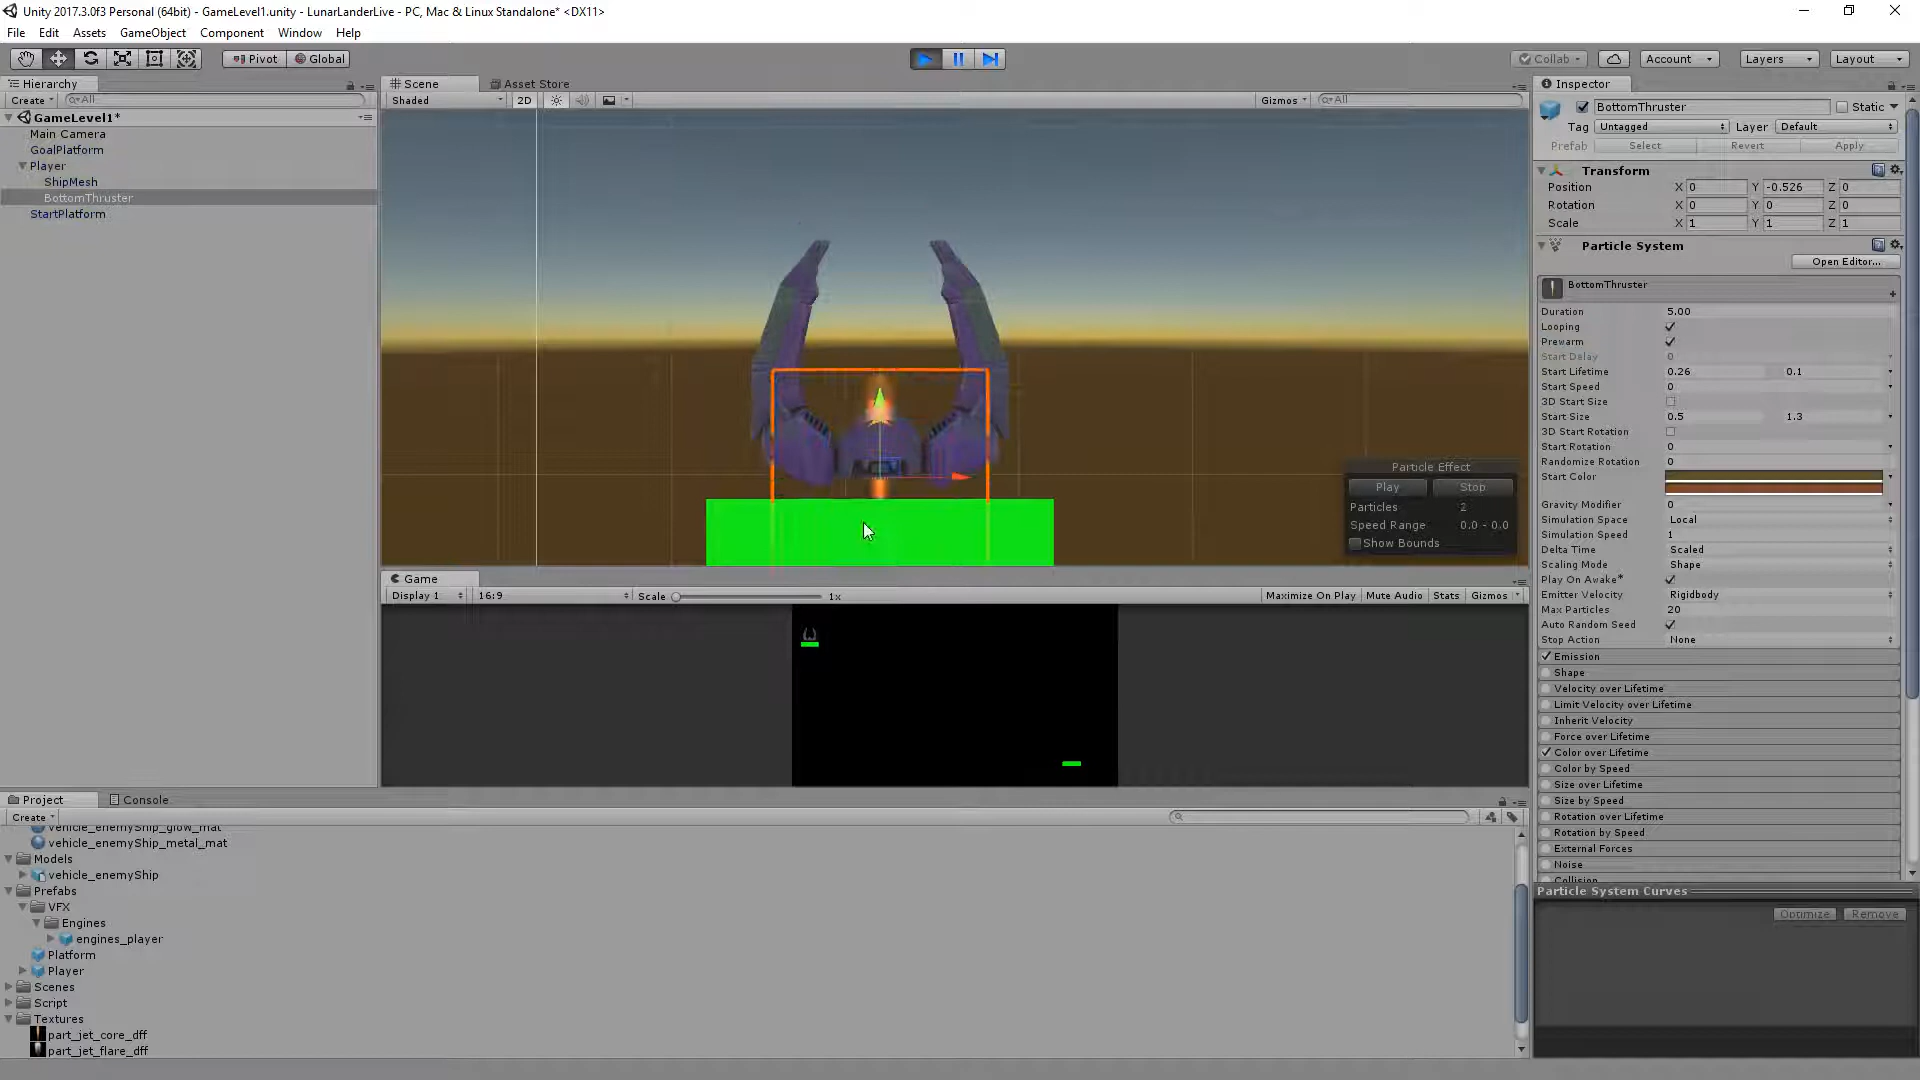 Unity 2017.3.0f3 Personal (64bit) - GameLevel1.unity - LunarLanderLive - PC, Mac & Linux Standalone* <DX11>
File Edit Assets GameObject Component Window Help
Pivot Global Collab Account Layers Layout
Hierarchy
Create All
GameLevel1*
Main Camera
GoalPlatform
Player
ShipMesh
BottomThruster
StartPlatform
Scene Asset Store
Shaded 2D Gizmos All
Particle Effect
Play Stop
Particles 2
Speed Range 0.0 - 0.0
Show Bounds
Game
Display 1 16:9 Scale 1x Maximize On Play Mute Audio Stats Gizmos
Inspector
BottomThruster Static
Tag Untagged Layer Default
Prefab Select Revert Apply
Transform
Position X 0 Y -0.526 Z 0
Rotation X 0 Y 0 Z 0
Scale X 1 Y 1 Z 1
Particle System
Open Editor...
BottomThruster
Duration 5.00
Looping
Prewarm
Start Delay 0
Start Lifetime 0.26 0.1
Start Speed 0
3D Start Size
Start Size 0.5 1.3
3D Start Rotation
Start Rotation 0
Randomize Rotation 0
Start Color
Gravity Modifier 0
Simulation Space Local
Simulation Speed 1
Delta Time Scaled
Scaling Mode Shape
Play On Awake*
Emitter Velocity Rigidbody
Max Particles 20
Auto Random Seed
Stop Action None
Emission
Shape
Velocity over Lifetime
Limit Velocity over Lifetime
Inherit Velocity
Force over Lifetime
Color over Lifetime
Color by Speed
Size over Lifetime
Size by Speed
Rotation over Lifetime
Rotation by Speed
External Forces
Noise
Collision
Particle System Curves
Optimize Remove
Project Console
Create
vehicle_enemyShip_glow_mat
vehicle_enemyShip_metal_mat
Models
vehicle_enemyShip
Prefabs
VFX
Engines
engines_player
Platform
Player
Scenes
Script
Textures
part_jet_core_dff
part_jet_flare_dff